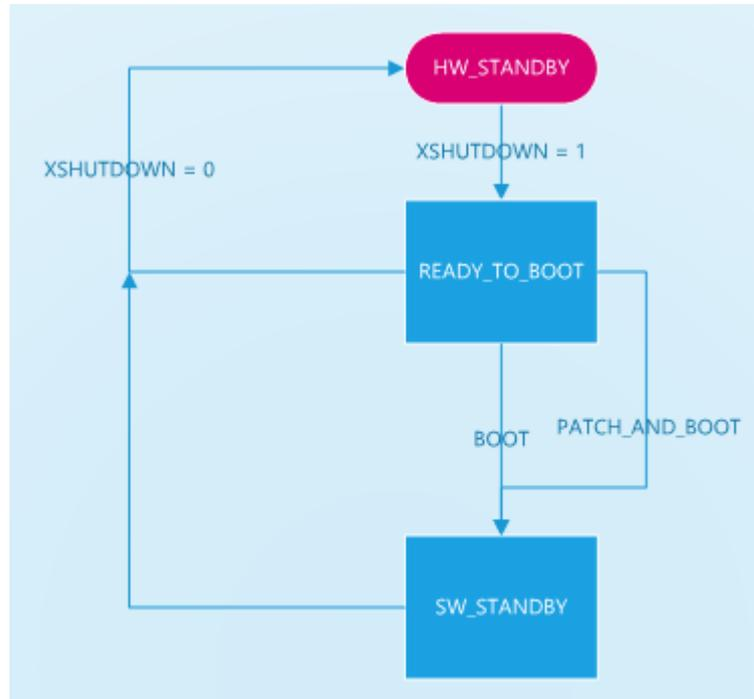 HW_STANDBY
XSHUTDOWN = 1
XSHUTDOWN = 0
READY_TO_BOOT
PATCH_AND_BOOT
BOOT
SW_STANDBY